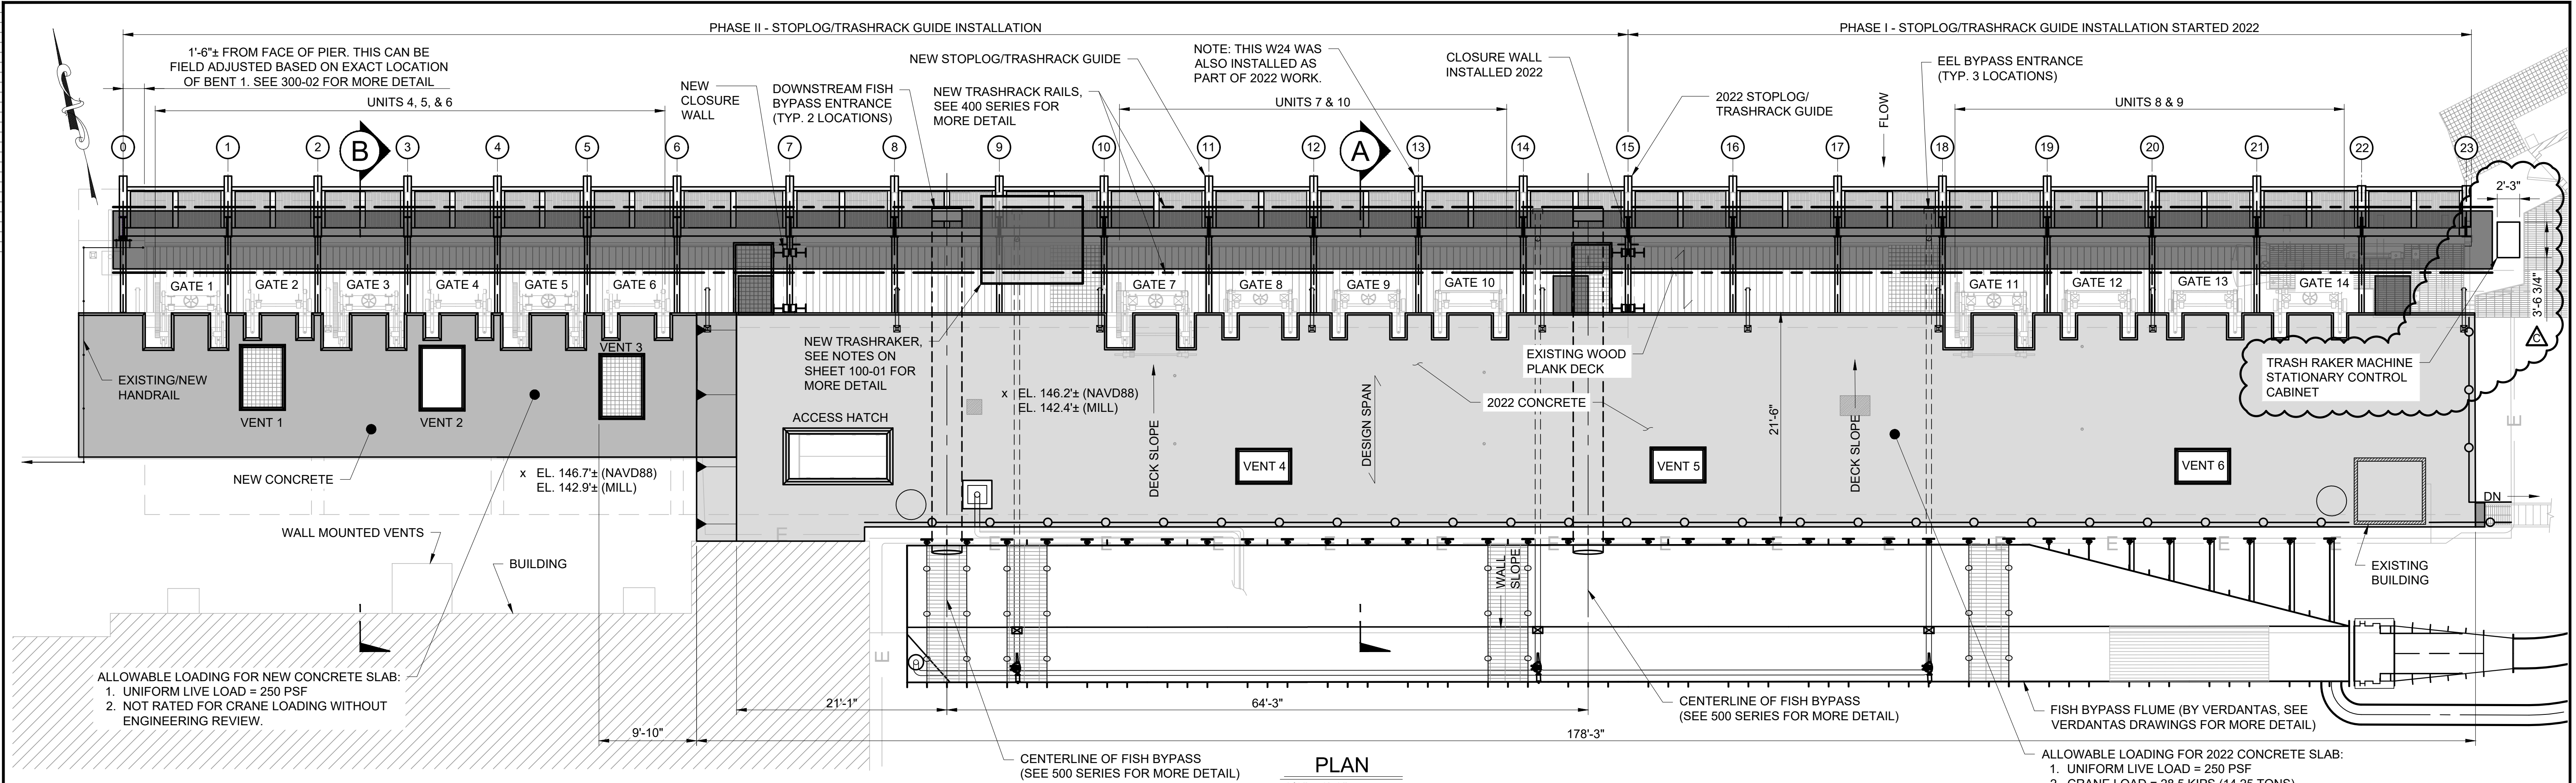 PHASE II - STOPLOG/TRASHRACK GUIDE INSTALLATION
PHASE I - STOPLOG/TRASHRACK GUIDE INSTALLATION STARTED 2022
1'-6"± FROM FACE OF PIER. THIS CAN BE
FIELD ADJUSTED BASED ON EXACT LOCATION
OF BENT 1. SEE 300-02 FOR MORE DETAIL
UNITS 4, 5, & 6
NEW
CLOSURE
WALL
DOWNSTREAM FISH
BYPASS ENTRANCE
(TYP. 2 LOCATIONS)
NEW STOPLOG/TRASHRACK GUIDE
NEW TRASHRACK RAILS,
SEE 400 SERIES FOR
MORE DETAIL
NOTE: THIS W24 WAS
ALSO INSTALLED AS
PART OF 2022 WORK.
UNITS 7 & 10
CLOSURE WALL
INSTALLED 2022
2022 STOPLOG/
TRASHRACK GUIDE
FLOW
EEL BYPASS ENTRANCE
(TYP. 3 LOCATIONS)
UNITS 8 & 9
0 1 2 B 3 4 5 6 7 8 9 10 11 12 A 13 14 15 16 17 18 19 20 21 22 23
2'-3"
3'-6 3/4"
C
GATE 1 GATE 2 GATE 3 GATE 4 GATE 5 GATE 6 GATE 7 GATE 8 GATE 9 GATE 10 GATE 11 GATE 12 GATE 13 GATE 14
EXISTING/NEW
HANDRAIL
VENT 1
VENT 2
VENT 3
NEW TRASHRAKER,
SEE NOTES ON
SHEET 100-01 FOR
MORE DETAIL
ACCESS HATCH
x EL. 146.2'± (NAVD88)
EL. 142.4'± (MILL)
DECK SLOPE
DESIGN SPAN
EXISTING WOOD
PLANK DECK
2022 CONCRETE
21'-6"
DECK SLOPE
TRASH RAKER MACHINE
STATIONARY CONTROL
CABINET
NEW CONCRETE
x EL. 146.7'± (NAVD88)
EL. 142.9'± (MILL)
VENT 4
VENT 5
VENT 6
DN
WALL MOUNTED VENTS
BUILDING
WALL
SLOPE
EXISTING
BUILDING
E E E E E E E E E E E E E E E E
ALLOWABLE LOADING FOR NEW CONCRETE SLAB:
1. UNIFORM LIVE LOAD = 250 PSF
2. NOT RATED FOR CRANE LOADING WITHOUT
ENGINEERING REVIEW.
21'-1"
64'-3"
9'-10"
178'-3"
CENTERLINE OF FISH BYPASS
(SEE 500 SERIES FOR MORE DETAIL)
CENTERLINE OF FISH BYPASS
(SEE 500 SERIES FOR MORE DETAIL)
FISH BYPASS FLUME (BY VERDANTAS, SEE
VERDANTAS DRAWINGS FOR MORE DETAIL)
PLAN
ALLOWABLE LOADING FOR 2022 CONCRETE SLAB:
1. UNIFORM LIVE LOAD = 250 PSF
2. CRANE LOAD = 28.5 KIPS (14.25 TONS)